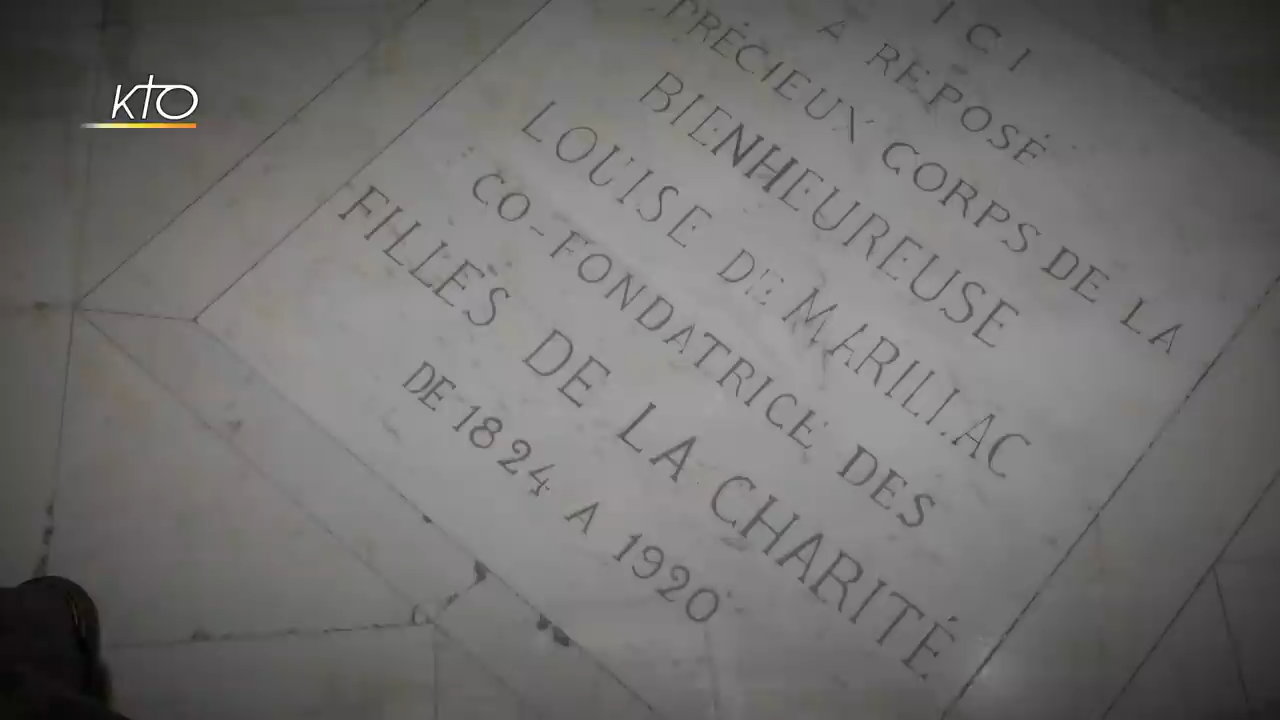 KTO
ICI
A REPOSÉ
PRÉCIEUX CORPS DE LA
BIENHEUREUSE
LOUISE DE MARILLAC
CO-FONDATRICE DES
FILLES DE LA CHARITÉ
DE 1824 A 1920